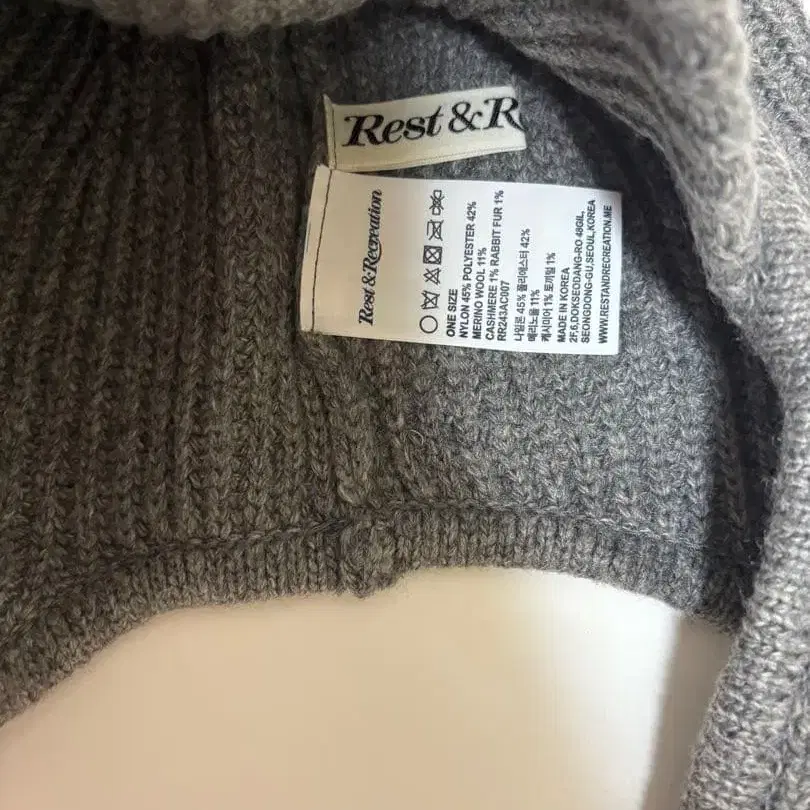 Rest & R
Rest & Recreation
ONE SIZE
NYLON 45% POLYESTER 42%
MERINO WOOL 11%
CASHMERE 1% RABBIT FUR 1%
RR243AC007
나일론 45% 폴리에스터 42%
메리노울 11%
캐시미어 1% 토끼털 1%
MADE IN KOREA
2F,6,DOKSEODANG-RO 48GIL,
SEONGDONG-GU,SEOUL,KOREA
WWW.RESTANDRECREATION.ME